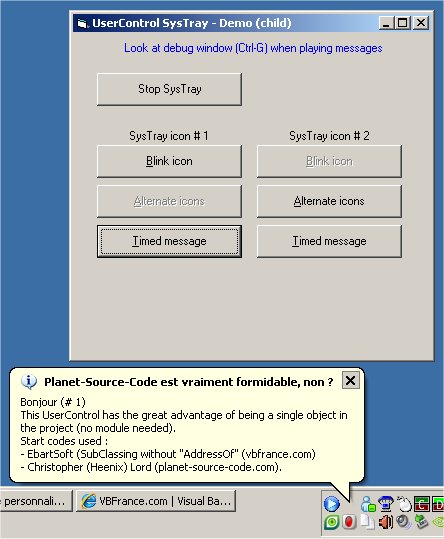 UserControl SysTray - Demo (child)
Look at debug window (Ctrl-G) when playing messages
Stop SysTray
SysTray icon # 1
SysTray icon # 2
Blink icon
Blink icon
Alternate icons
Alternate icons
Timed message
Timed message
Planet-Source-Code est vraiment formidable, non ?
Bonjour (# 1)
This UserControl has the great advantage of being a single object in
the project (no module needed).
Start codes used :
- EbartSoft (SubClassing without "AddressOf" (vbfrance.com)
- Christopher (Heenix) Lord (planet-source-code.com).
e personnali...
VBFrance.com | Visual Ba...